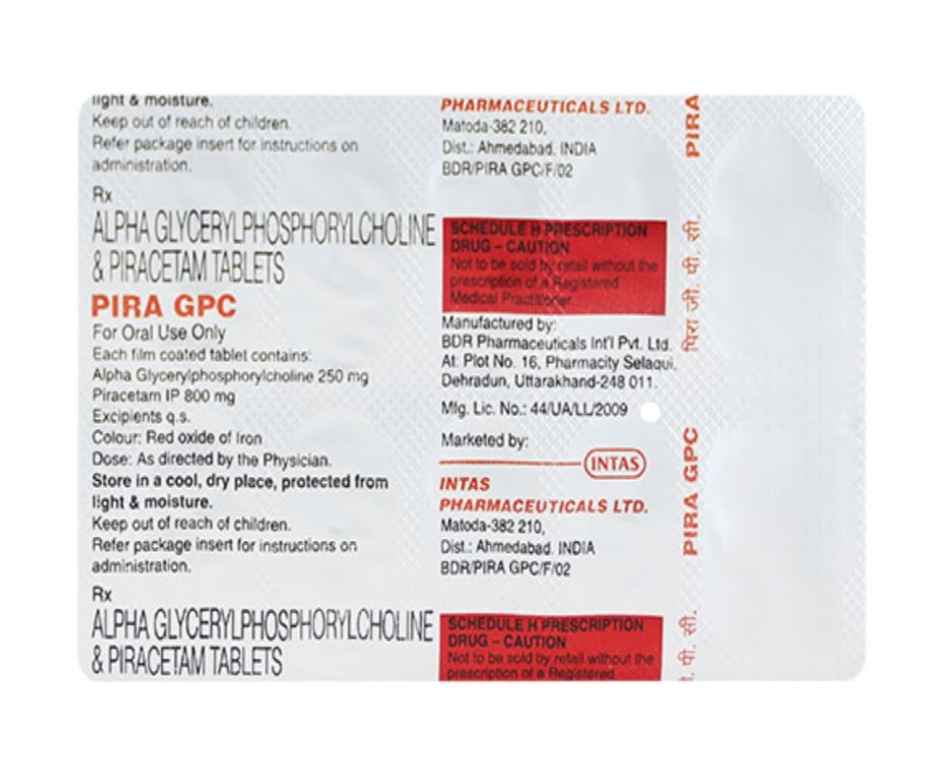 light & moisture.
Keep out of reach of children.
Refer package insert for instructions on
administration.
Rx
ALPHA GLYCERYLPHOSPHORYLCHOLINE
& PIRACETAM TABLETS
PIRA GPC
For Oral Use Only
Each film coated tablet contains:
Alpha Glycerylphosphorylcholine 250 mg
Piracetam IP 800 mg
Excipients q.s.
Colour: Red oxide of Iron
Dose: As directed by the Physician.
Store in a cool, dry place, protected from
light & moisture.
Keep out of reach of children.
Refer package insert for instructions on
administration.
Rx
ALPHA GLYCERYLPHOSPHORYLCHOLINE
& PIRACETAM TABLETS
PHARMACEUTICALS LTD.
Matoda-382 210,
Dist.: Ahmedabad. INDIA
BDR/PIRA GPC/F/02
SCHEDULE H PRESCRIPTION
DRUG – CAUTION
Not to be sold by retail without the
prescription of a Registered
Medical Practitioner.
Manufactured by:
BDR Pharmaceuticals Int'l Pvt. Ltd.
At: Plot No. 16, Pharmacity Selaqui,
Dehradun, Uttarakhand-248 011.
Mfg. Lic. No.: 44/UA/LL/2009
Marketed by:
INTAS
INTAS
PHARMACEUTICALS LTD.
Matoda-382 210,
Dist.: Ahmedabad. INDIA
BDR/PIRA GPC/F/02
SCHEDULE H PRESCRIPTION
DRUG – CAUTION
Not to be sold by retail without the
prescription of a Registered
PIRA
पिरा जी. पी. सी.
PIRA GPC
पी. सी.